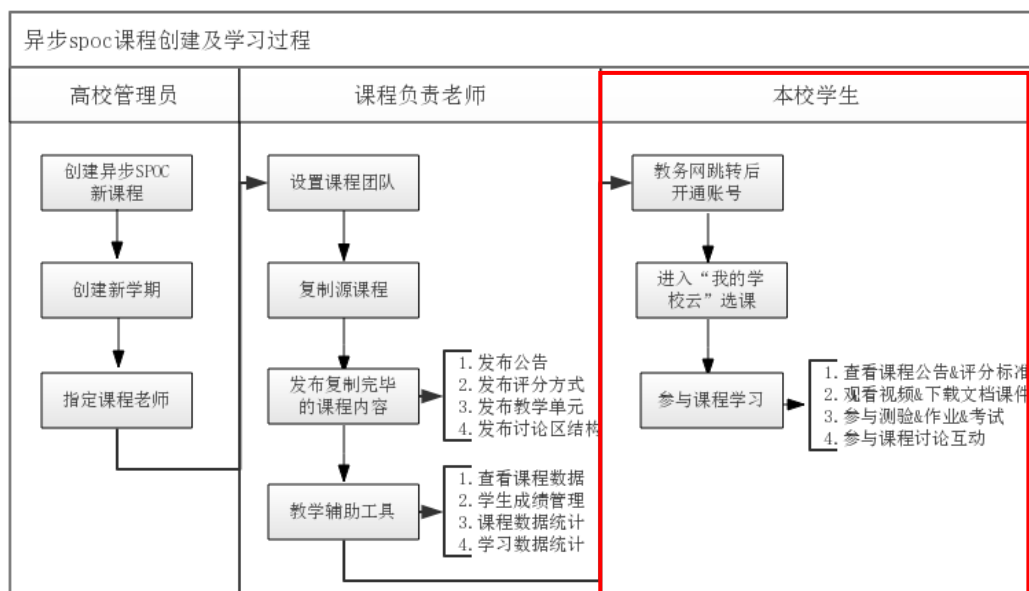 异步spoc课程创建及学习过程
高校管理员
课程负责老师
本校学生
创建异步SPOC
新课程
创建新学期
指定课程老师
设置课程团队
复制源课程
发布复制完毕
的课程内容
1. 发布公告
2. 发布评分方式
3. 发布教学单元
4. 发布讨论区结构
教学辅助工具
1. 查看课程数据
2. 学生成绩管理
3. 课程数据统计
4. 学习数据统计
教务网跳转后
开通账号
进入“我的学
校云”选课
参与课程学习
1. 查看课程公告&评分标准
2. 观看视频&下载文档课件
3. 参与测验&作业&考试
4. 参与课程讨论互动